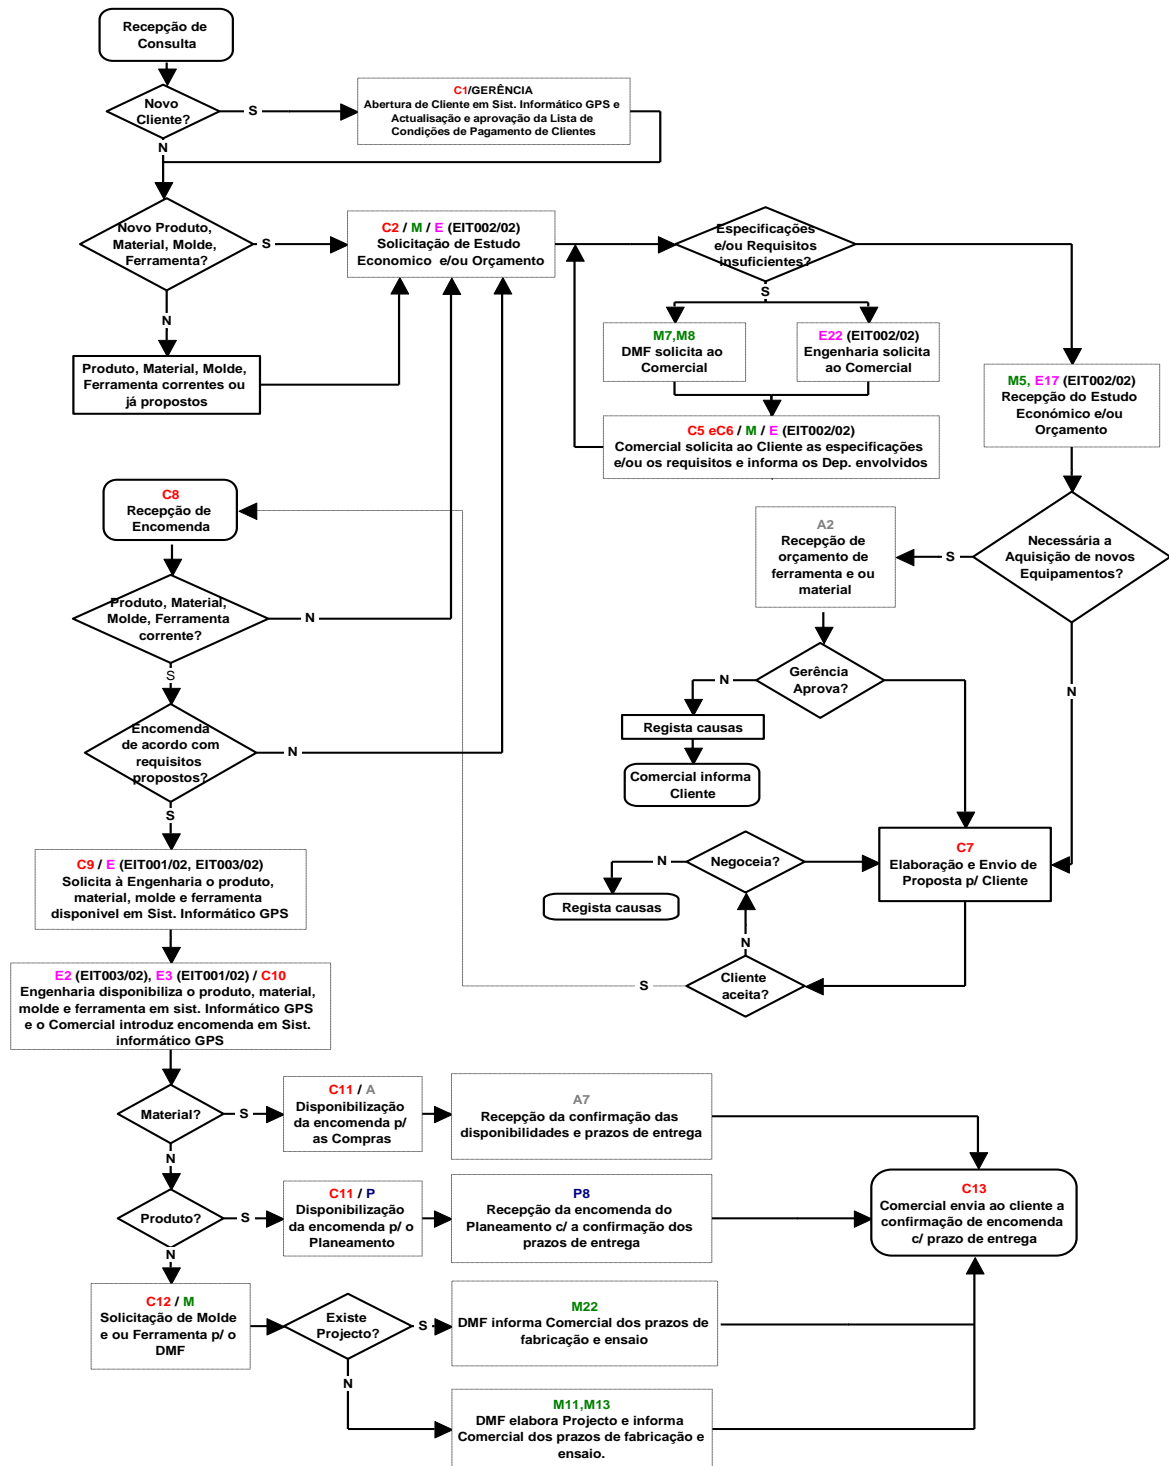 Recepção de
Consulta
Novo
Cliente?
S
C1/GERÊNCIA
Abertura de Cliente em Sist. Informático GPS e
Actualisação e aprovação da Lista de
Condições de Pagamento de Clientes
N
Novo Produto,
Material, Molde,
Ferramenta?
S
C2 / M / E (EIT002/02)
Solicitação de Estudo
Economico e/ou Orçamento
Especificações
e/ou Requisitos
insuficientes?
S
N
Produto, Material, Molde,
Ferramenta correntes ou
já propostos
M7,M8
DMF solicita ao
Comercial
E22 (EIT002/02)
Engenharia solicita
ao Comercial
M5, E17 (EIT002/02)
Recepção do Estudo
Económico e/ou
Orçamento
C5 eC6 / M / E (EIT002/02)
Comercial solicita ao Cliente as especificações
e/ou os requisitos e informa os Dep. envolvidos
C8
Recepção de
Encomenda
A2
Recepção de
orçamento de
ferramenta e ou
material
S
Necessária a
Aquisição de novos
Equipamentos?
Produto, Material,
Molde, Ferramenta
corrente?
N
S
Gerência
Aprova?
N
N
Regista causas
Comercial informa
Cliente
Encomenda
de acordo com
requisitos
propostos?
N
S
C9 / E (EIT001/02, EIT003/02)
Solicita à Engenharia o produto,
material, molde e ferramenta
disponivel em Sist. Informático GPS
Negoceia?
N
Regista causas
C7
Elaboração e Envio de
Proposta p/ Cliente
N
Cliente
aceita?
S
E2 (EIT003/02), E3 (EIT001/02) / C10
Engenharia disponibiliza o produto, material,
molde e ferramenta em sist. Informático GPS
e o Comercial introduz encomenda em Sist.
informático GPS
Material?
S
C11 / A
Disponibilização
da encomenda p/
as Compras
A7
Recepção da confirmação das
disponibilidades e prazos de entrega
N
Produto?
S
C11 / P
Disponibilização
da encomenda p/ o
Planeamento
P8
Recepção da encomenda do
Planeamento c/ a confirmação dos
prazos de entrega
C13
Comercial envia ao cliente a
confirmação de encomenda
c/ prazo de entrega
N
C12 / M
Solicitação de Molde
e ou Ferramenta p/ o
DMF
Existe
Projecto?
S
M22
DMF informa Comercial dos prazos de
fabricação e ensaio
N
M11,M13
DMF elabora Projecto e informa
Comercial dos prazos de fabricação e
ensaio.